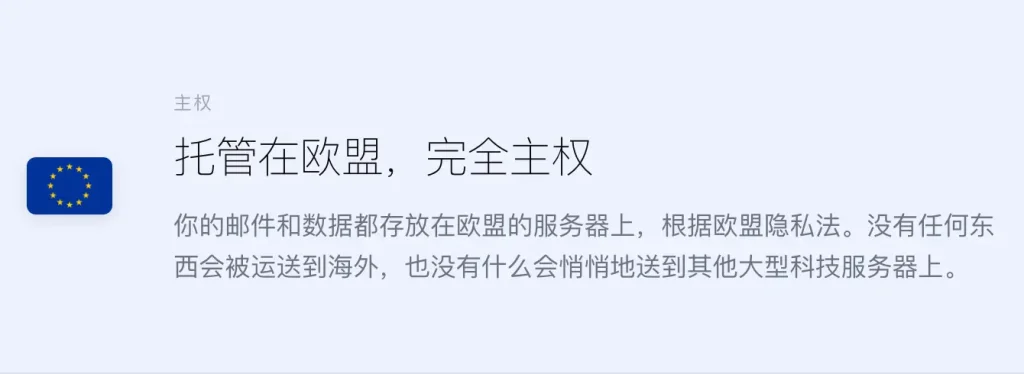 主权
托管在欧盟，完全主权
你的邮件和数据都存放在欧盟的服务器上，根据欧盟隐私法。没有任何东
西会被运送到海外，也没有什么会悄悄地送到其他大型科技服务器上。